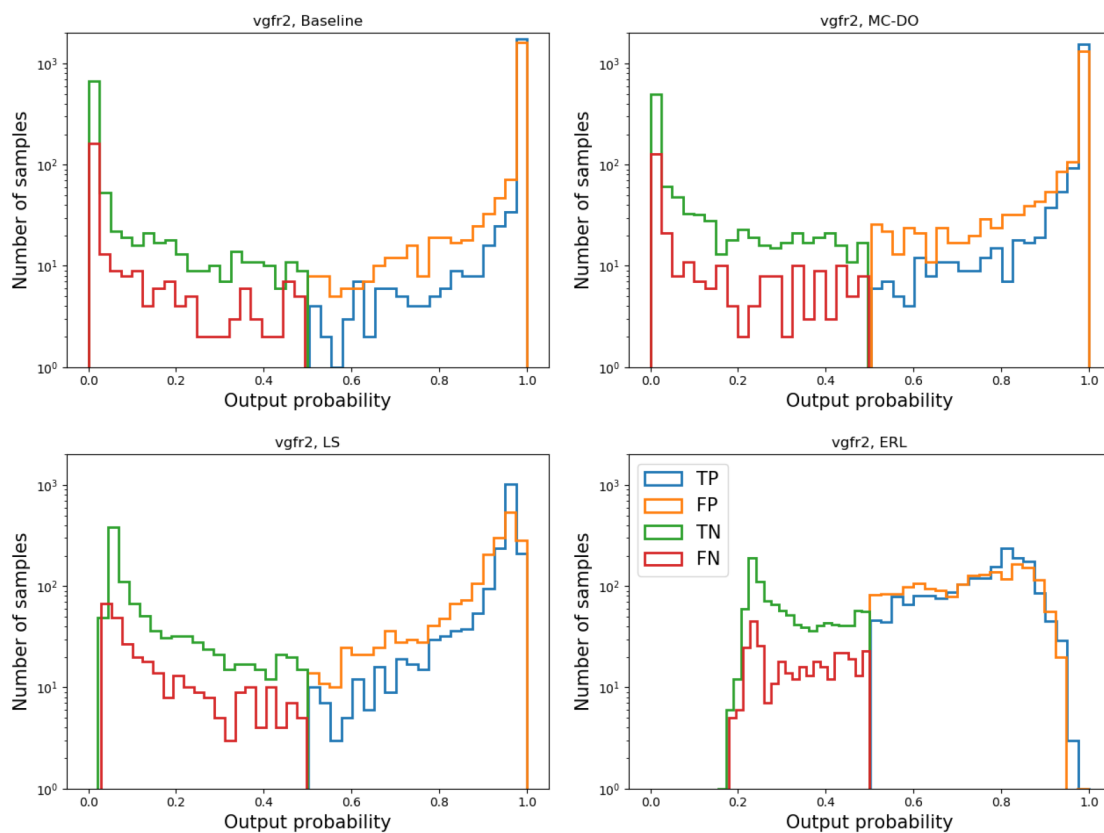 vgfr2, Baseline
Number of samples
10³
10²
10¹
10⁰
0.0 0.2 0.4 0.6 0.8 1.0
Output probability
vgfr2, MC-DO
Number of samples
10³
10²
10¹
10⁰
0.0 0.2 0.4 0.6 0.8 1.0
Output probability
vgfr2, LS
Number of samples
10³
10²
10¹
10⁰
0.0 0.2 0.4 0.6 0.8 1.0
Output probability
vgfr2, ERL
Number of samples
10³
10²
10¹
10⁰
TP
FP
TN
FN
0.0 0.2 0.4 0.6 0.8 1.0
Output probability